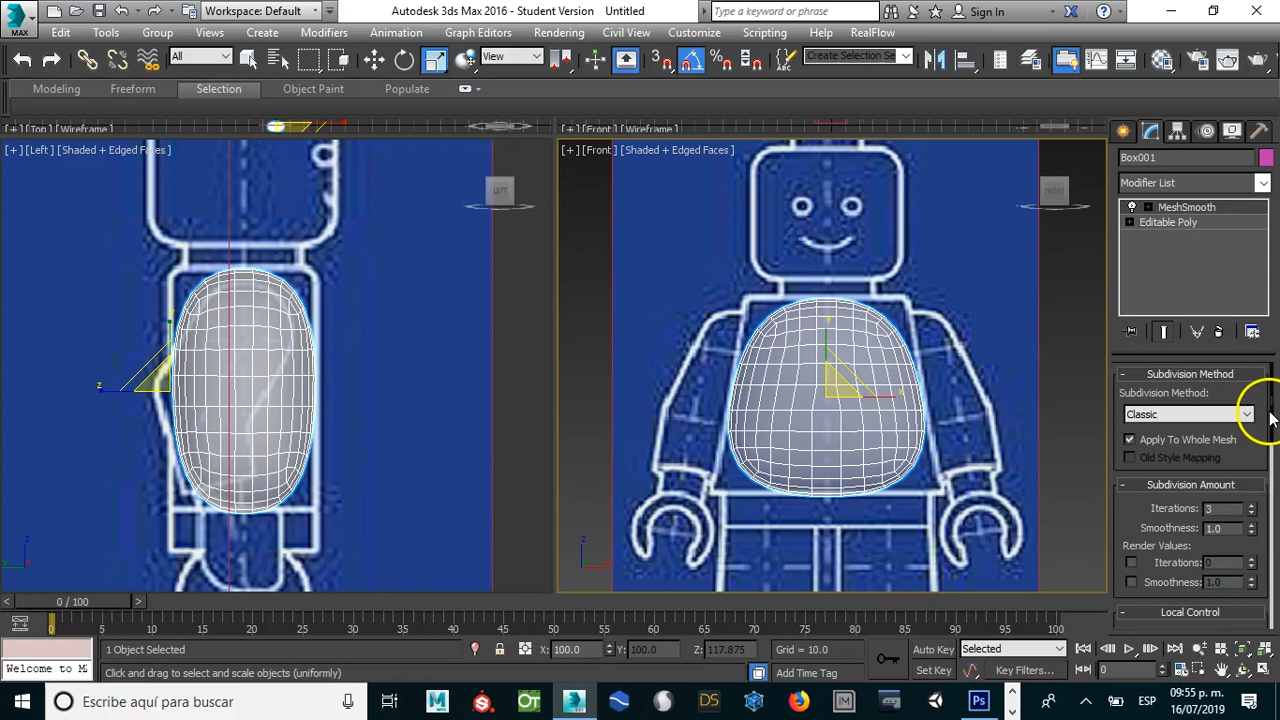 MAX
Workspace: Default
Autodesk 3ds Max 2016 - Student Version Untitled
Type a keyword or phrase
Sign In
Edit Tools Group Views Create Modifiers Animation Graph Editors Rendering Civil View Customize Scripting Help RealFlow
All
View
3
Create Selection Se
Modeling Freeform Selection Object Paint Populate
[+] [Top] [Wireframe]
[+] [Front] [Wireframe]
[+] [Left] [Shaded + Edged Faces]
[+] [Front] [Shaded + Edged Faces]
LEFT
FRONT
Box001
Modifier List
MeshSmooth
Editable Poly
Subdivision Method
Subdivision Method:
Classic
Apply To Whole Mesh
Old Style Mapping
Subdivision Amount
Iterations: 3
Smoothness: 1.0
Render Values:
Iterations: 0
Smoothness: 1.0
Local Control
z
y
x
z
z
0 / 100
0 5 10 15 20 25 30 35 40 45 50 55 60 65 70 75 80 85 90 95 100
1 Object Selected
X: 100.0 Y: 100.0 Z: 117.875 Grid = 10.0
Auto Key Selected
Welcome to M
Click and drag to select and scale objects (uniformly)
Add Time Tag
Set Key Key Filters...
0
Escribe aquí para buscar
ESP
09:55 p. m.
16/07/2019